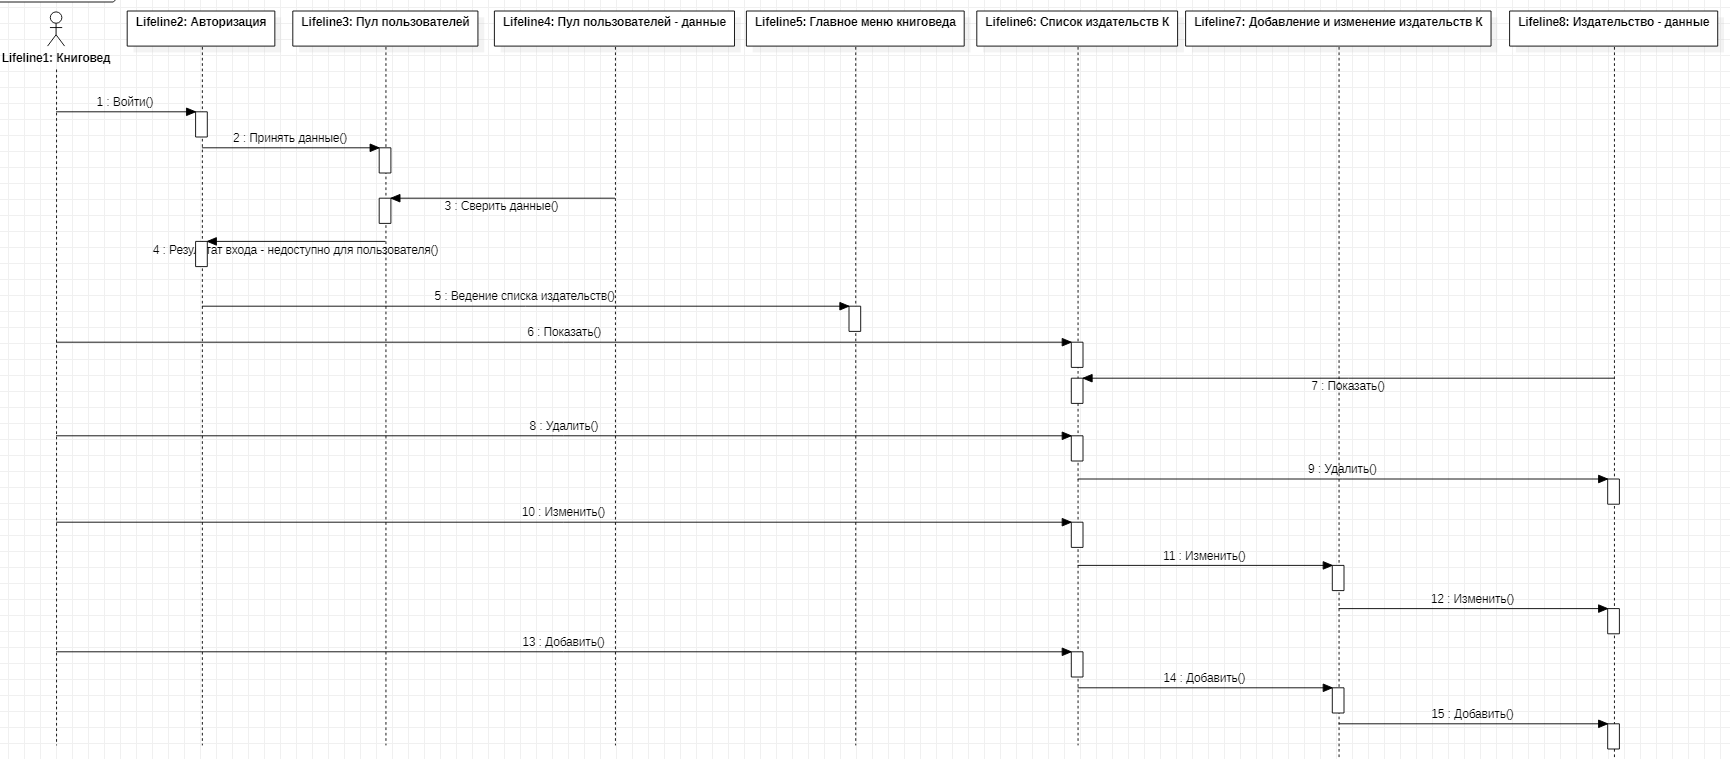 Lifeline1: Книговед
Lifeline2: Авторизация
Lifeline3: Пул пользователей
Lifeline4: Пул пользователей - данные
Lifeline5: Главное меню книговеда
Lifeline6: Список издательств К
Lifeline7: Добавление и изменение издательств К
Lifeline8: Издательство - данные
1 : Войти()
2 : Принять данные()
3 : Сверить данные()
4 : Результат входа - недоступно для пользователя()
5 : Ведение списка издательств()
6 : Показать()
7 : Показать()
8 : Удалить()
9 : Удалить()
10 : Изменить()
11 : Изменить()
12 : Изменить()
13 : Добавить()
14 : Добавить()
15 : Добавить()